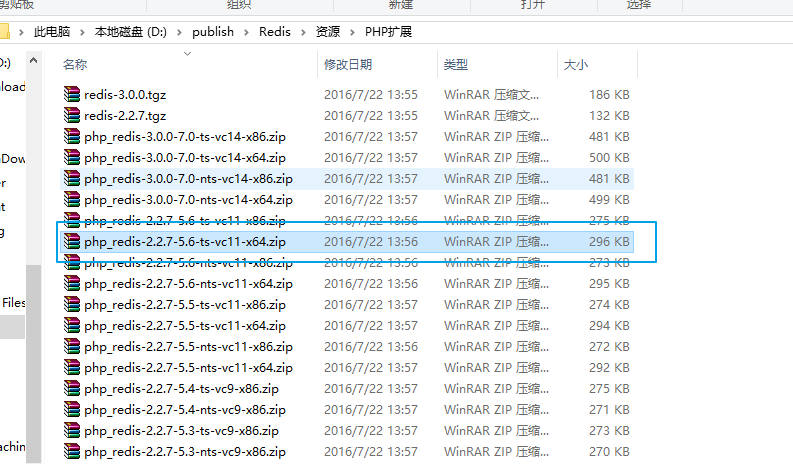 剪贴板 组织 新建 打开 选择
此电脑 > 本地磁盘 (D:) > publish > Redis > 资源 > PHP扩展
名称 修改日期 类型 大小
redis-3.0.0.tgz 2016/7/22 13:55 WinRAR 压缩文... 186 KB
redis-2.2.7.tgz 2016/7/22 13:55 WinRAR 压缩文... 132 KB
php_redis-3.0.0-7.0-ts-vc14-x86.zip 2016/7/22 13:57 WinRAR ZIP 压缩... 481 KB
php_redis-3.0.0-7.0-ts-vc14-x64.zip 2016/7/22 13:57 WinRAR ZIP 压缩... 500 KB
php_redis-3.0.0-7.0-nts-vc14-x86.zip 2016/7/22 13:57 WinRAR ZIP 压缩... 481 KB
php_redis-3.0.0-7.0-nts-vc14-x64.zip 2016/7/22 13:57 WinRAR ZIP 压缩... 499 KB
php_redis-2.2.7-5.6-ts-vc11-x86.zip 2016/7/22 13:56 WinRAR ZIP 压缩... 275 KB
php_redis-2.2.7-5.6-ts-vc11-x64.zip 2016/7/22 13:56 WinRAR ZIP 压缩... 296 KB
php_redis-2.2.7-5.6-nts-vc11-x86.zip 2016/7/22 13:56 WinRAR ZIP 压缩... 273 KB
php_redis-2.2.7-5.6-nts-vc11-x64.zip 2016/7/22 13:56 WinRAR ZIP 压缩... 295 KB
php_redis-2.2.7-5.5-ts-vc11-x86.zip 2016/7/22 13:57 WinRAR ZIP 压缩... 274 KB
php_redis-2.2.7-5.5-ts-vc11-x64.zip 2016/7/22 13:57 WinRAR ZIP 压缩... 294 KB
php_redis-2.2.7-5.5-nts-vc11-x86.zip 2016/7/22 13:56 WinRAR ZIP 压缩... 272 KB
php_redis-2.2.7-5.5-nts-vc11-x64.zip 2016/7/22 13:57 WinRAR ZIP 压缩... 292 KB
php_redis-2.2.7-5.4-ts-vc9-x86.zip 2016/7/22 13:57 WinRAR ZIP 压缩... 275 KB
php_redis-2.2.7-5.4-nts-vc9-x86.zip 2016/7/22 13:57 WinRAR ZIP 压缩... 271 KB
php_redis-2.2.7-5.3-ts-vc9-x86.zip 2016/7/22 13:57 WinRAR ZIP 压缩... 273 KB
php_redis-2.2.7-5.3-nts-vc9-x86.zip 2016/7/22 13:57 WinRAR ZIP 压缩... 270 KB
Files